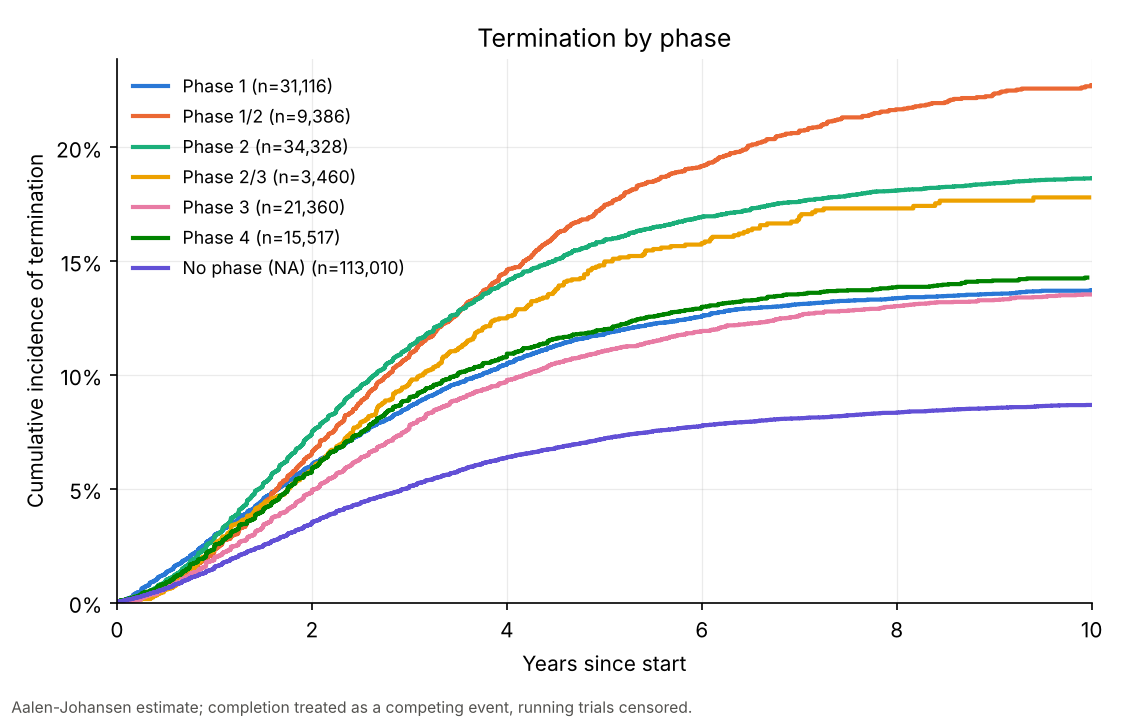 Termination by phase
Phase 1 (n=31,116)
Phase 1/2 (n=9,386)
Phase 2 (n=34,328)
Phase 2/3 (n=3,460)
Phase 3 (n=21,360)
Phase 4 (n=15,517)
No phase (NA) (n=113,010)
Cumulative incidence of termination
20%
15%
10%
5%
0%
0 2 4 6 8 10
Years since start
Aalen-Johansen estimate; completion treated as a competing event, running trials censored.